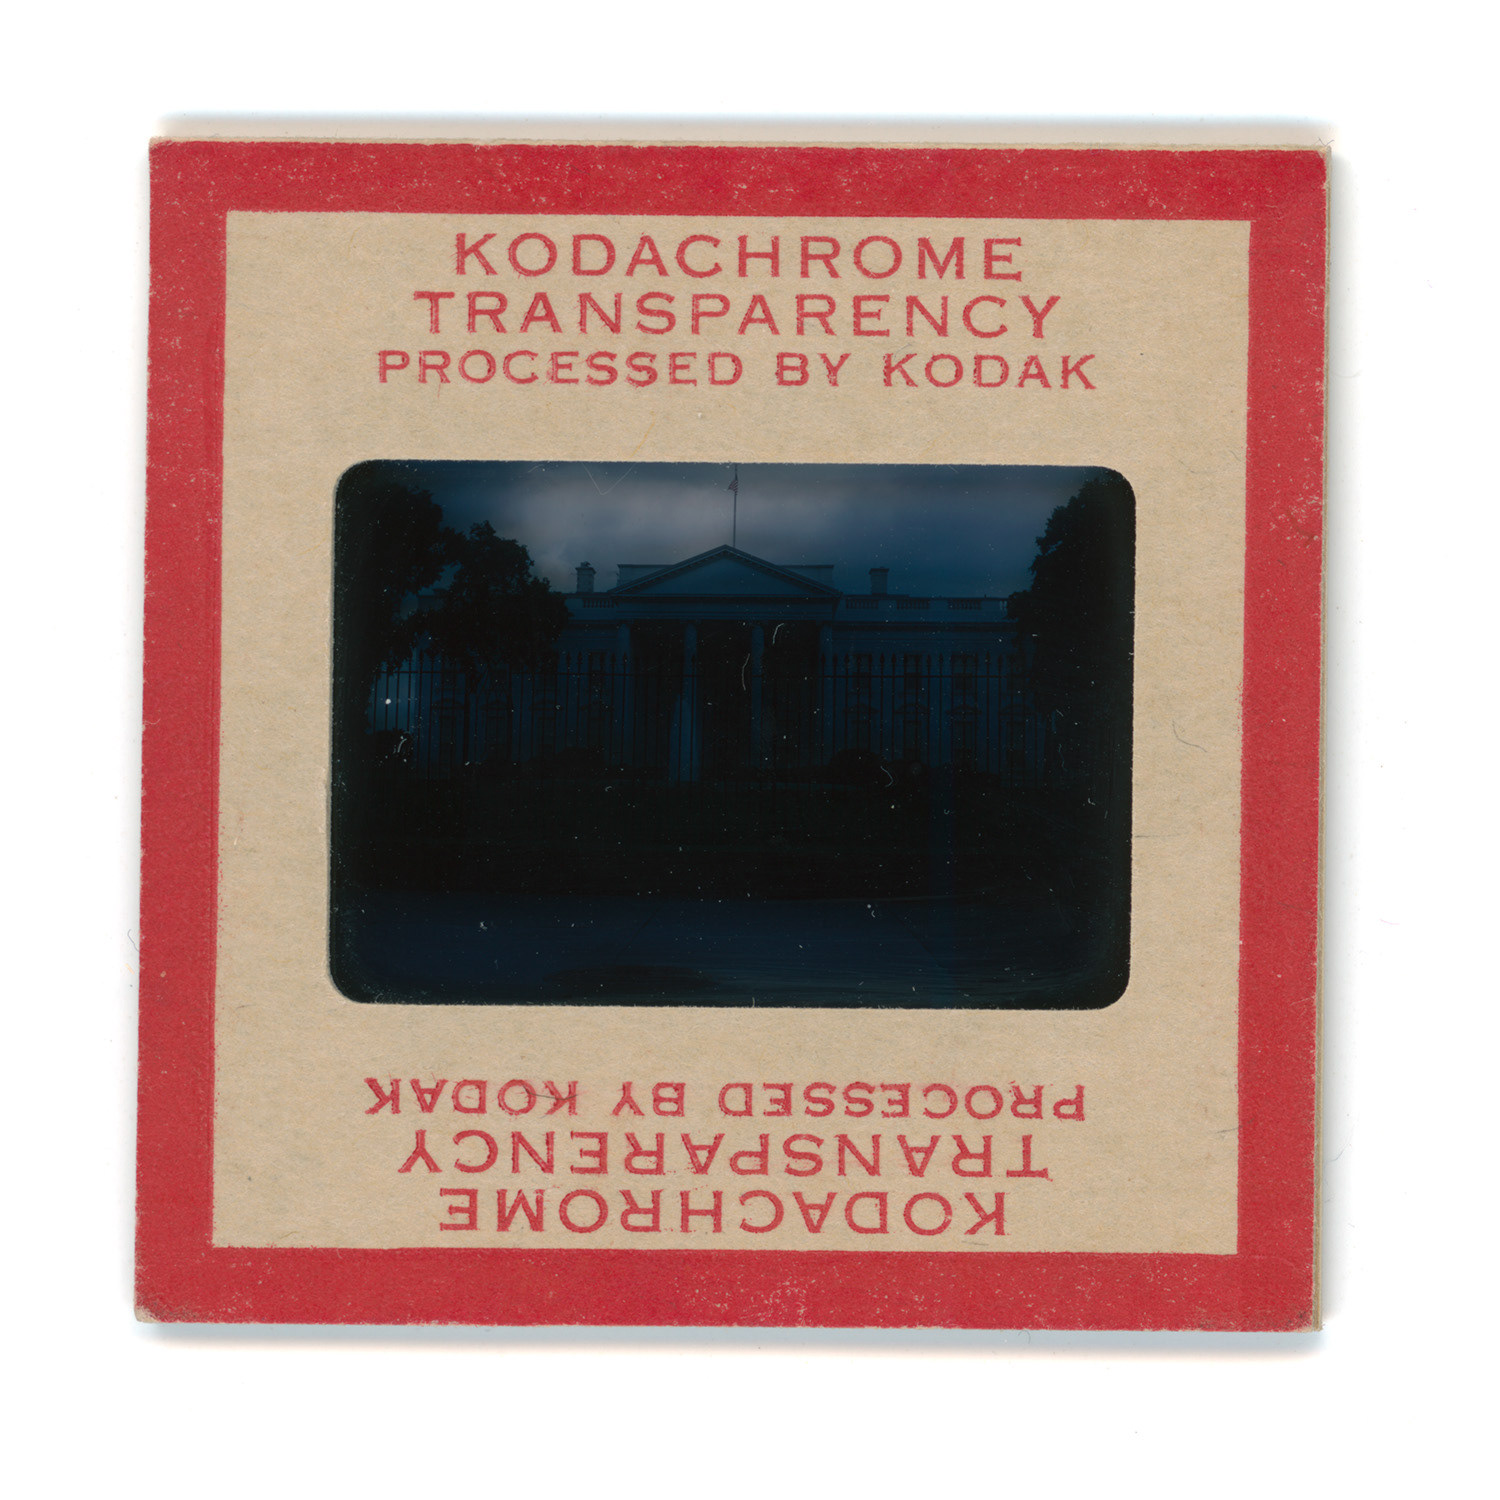 KODACHROME
TRANSPARENCY
PROCESSED BY KODAK
PROCESSED BY KODAK
TRANSPARENCY
KODACHROME